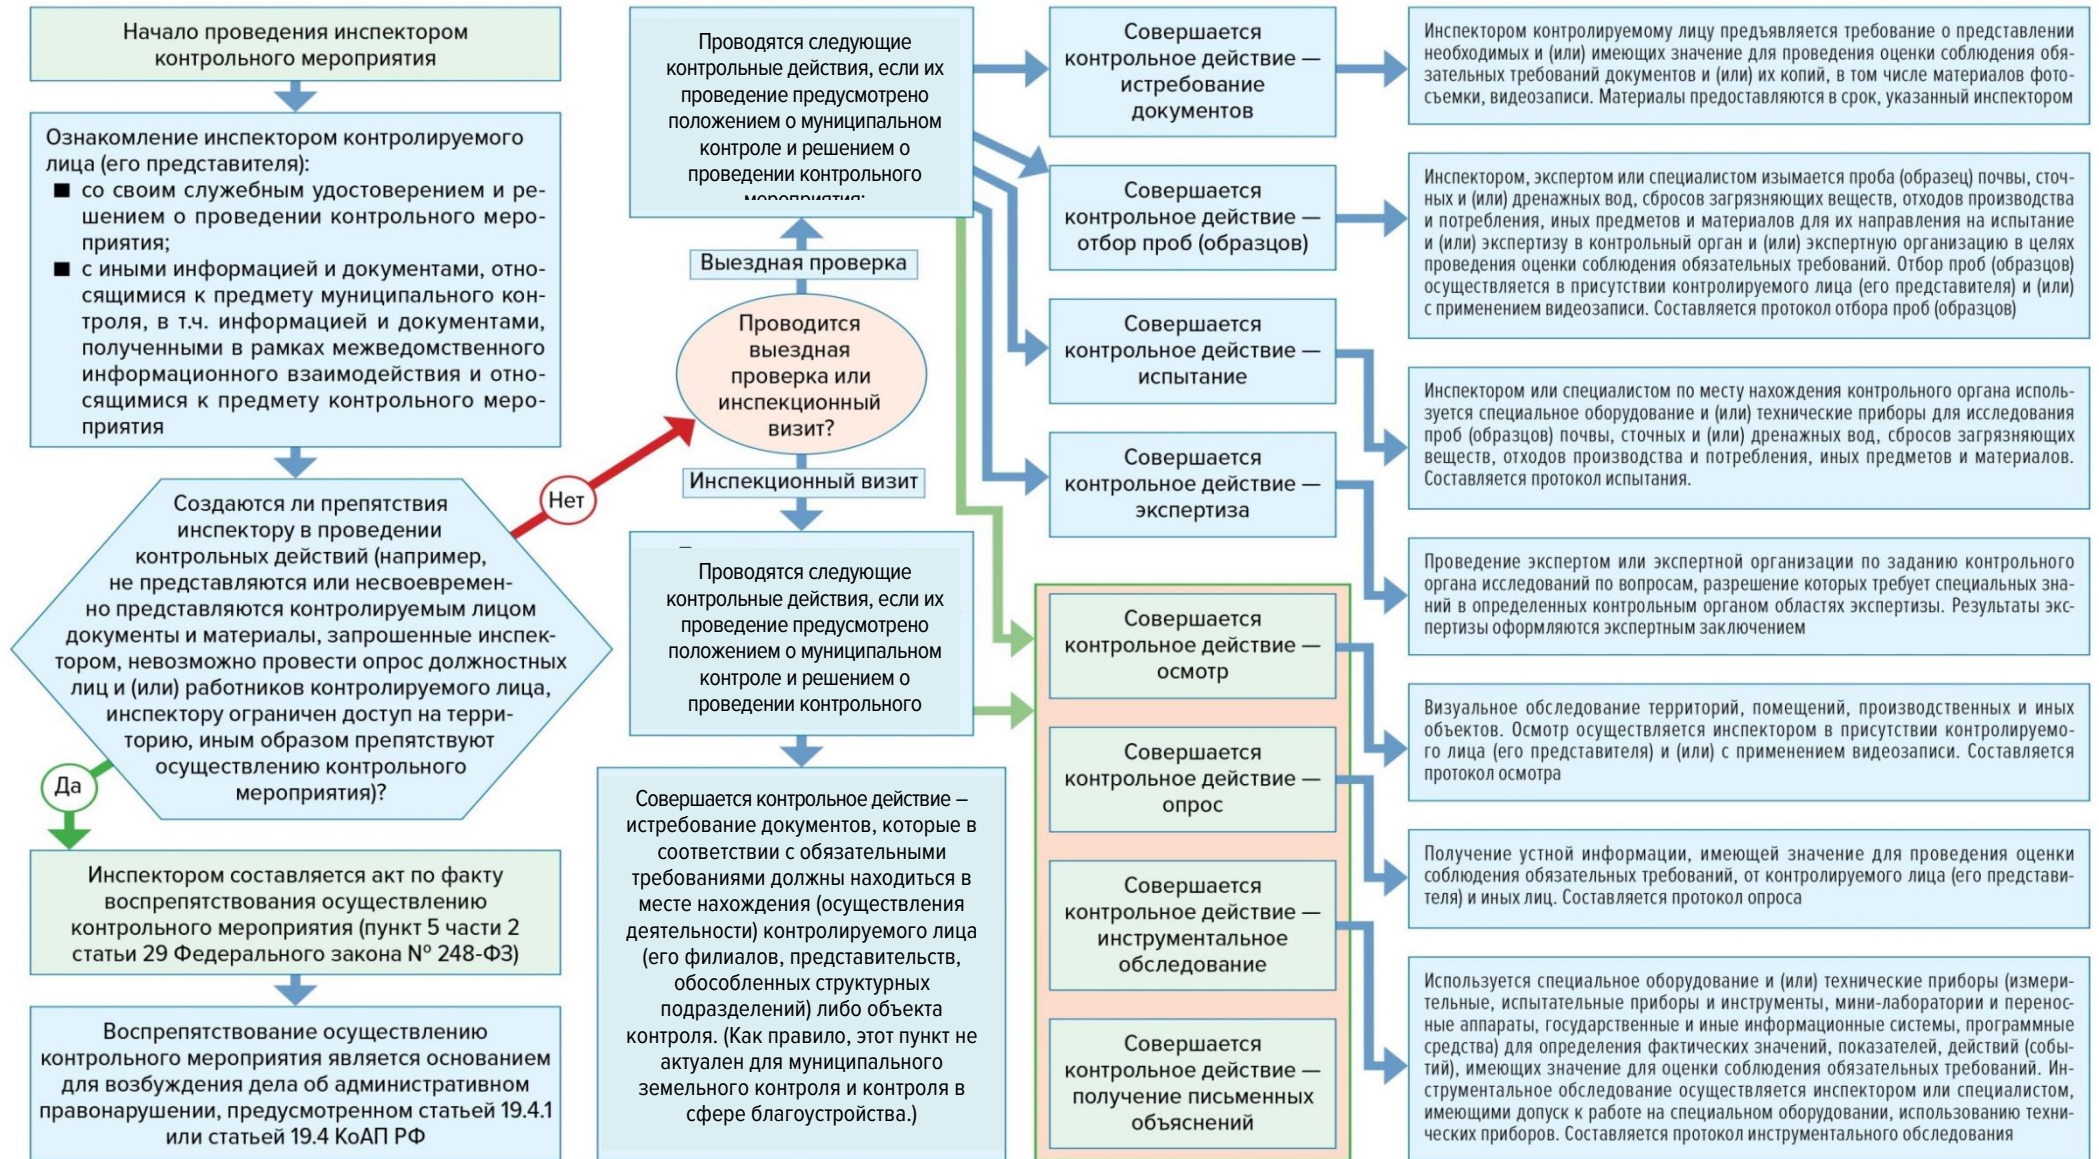 Начало проведения инспектором
контрольного мероприятия
Ознакомление инспектором контролируемого
лица (его представителя):
■ со своим служебным удостоверением и ре-
шением о проведении контрольного меро-
приятия;
■ с иными информацией и документами, отно-
сящимися к предмету муниципального кон-
троля, в т.ч. информацией и документами,
полученными в рамках межведомственного
информационного взаимодействия и отно-
сящимися к предмету контрольного меро-
приятия
Создаются ли препятствия
инспектору в проведении
контрольных действий (например,
не представляются или несвоевремен-
но представляются контролируемым лицом
документы и материалы, запрошенные инспек-
тором, невозможно провести опрос должностных
лиц и (или) работников контролируемого лица,
инспектору ограничен доступ на терри-
торию, иным образом препятствуют
осуществлению контрольного
мероприятия)?
Нет
Да
Инспектором составляется акт по факту
воспрепятствования осуществлению
контрольного мероприятия (пункт 5 части 2
статьи 29 Федерального закона № 248-ФЗ)
Воспрепятствование осуществлению
контрольного мероприятия является основанием
для возбуждения дела об административном
правонарушении, предусмотренном статьей 19.4.1
или статьей 19.4 КоАП РФ
Проводятся следующие
контрольные действия, если их
проведение предусмотрено
положением о муниципальном
контроле и решением о
проведении контрольного
мероприятия:
Выездная проверка
Проводится
выездная
проверка или
инспекционный
визит?
Инспекционный визит
Проводятся следующие
контрольные действия, если их
проведение предусмотрено
положением о муниципальном
контроле и решением о
проведении контрольного
Совершается контрольное действие –
истребование документов, которые в
соответствии с обязательными
требованиями должны находиться в
месте нахождения (осуществления
деятельности) контролируемого лица
(его филиалов, представительств,
обособленных структурных
подразделений) либо объекта
контроля. (Как правило, этот пункт не
актуален для муниципального
земельного контроля и контроля в
сфере благоустройства.)
Совершается
контрольное действие —
истребование
документов
Совершается
контрольное действие —
отбор проб (образцов)
Совершается
контрольное действие —
испытание
Совершается
контрольное действие —
экспертиза
Совершается
контрольное действие —
осмотр
Совершается
контрольное действие —
опрос
Совершается
контрольное действие —
инструментальное
обследование
Совершается
контрольное действие —
получение письменных
объяснений
Инспектором контролируемому лицу предъявляется требование о представлении
необходимых и (или) имеющих значение для проведения оценки соблюдения обя-
зательных требований документов и (или) их копий, в том числе материалов фото-
съемки, видеозаписи. Материалы предоставляются в срок, указанный инспектором
Инспектором, экспертом или специалистом изымается проба (образец) почвы, сточ-
ных и (или) дренажных вод, сбросов загрязняющих веществ, отходов производства
и потребления, иных предметов и материалов для их направления на испытание
и (или) экспертизу в контрольный орган и (или) экспертную организацию в целях
проведения оценки соблюдения обязательных требований. Отбор проб (образцов)
осуществляется в присутствии контролируемого лица (его представителя) и (или)
с применением видеозаписи. Составляется протокол отбора проб (образцов)
Инспектором или специалистом по месту нахождения контрольного органа исполь-
зуется специальное оборудование и (или) технические приборы для исследования
проб (образцов) почвы, сточных и (или) дренажных вод, сбросов загрязняющих
веществ, отходов производства и потребления, иных предметов и материалов.
Составляется протокол испытания.
Проведение экспертом или экспертной организации по заданию контрольного
органа исследований по вопросам, разрешение которых требует специальных зна-
ний в определенных контрольным органом областях экспертизы. Результаты экс-
пертизы оформляются экспертным заключением
Визуальное обследование территорий, помещений, производственных и иных
объектов. Осмотр осуществляется инспектором в присутствии контролируемо-
го лица (его представителя) и (или) с применением видеозаписи. Составляется
протокол осмотра
Получение устной информации, имеющей значение для проведения оценки
соблюдения обязательных требований, от контролируемого лица (его представи-
теля) и иных лиц. Составляется протокол опроса
Используется специальное оборудование и (или) технические приборы (измери-
тельные, испытательные приборы и инструменты, мини-лаборатории и перенос-
ные аппараты, государственные и иные информационные системы, программные
средства) для определения фактических значений, показателей, действий (собы-
тий), имеющих значение для оценки соблюдения обязательных требований. Ин-
струментальное обследование осуществляется инспектором или специалистом,
имеющими допуск к работе на специальном оборудовании, использованию техни-
ческих приборов. Составляется протокол инструментального обследования